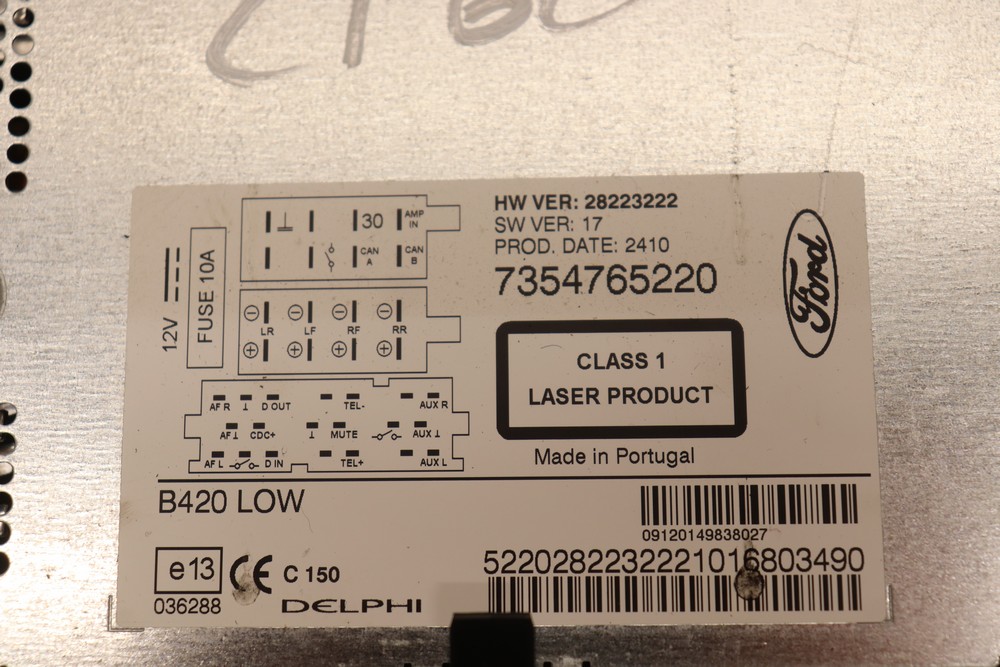 HW VER: 28223222
SW VER: 17
PROD. DATE: 2410
7354765220
Ford
12V
FUSE 10A
30 AMP IN
CAN A CAN B
LR LF RF RR
CLASS 1
LASER PRODUCT
AF R D OUT TEL- AUX R
AF CDC+ MUTE AUX
AF L D IN TEL+ AUX L
Made in Portugal
B420 LOW
09120149838027
5220282232221016803490
e13
CE C 150
036288 DELPHI